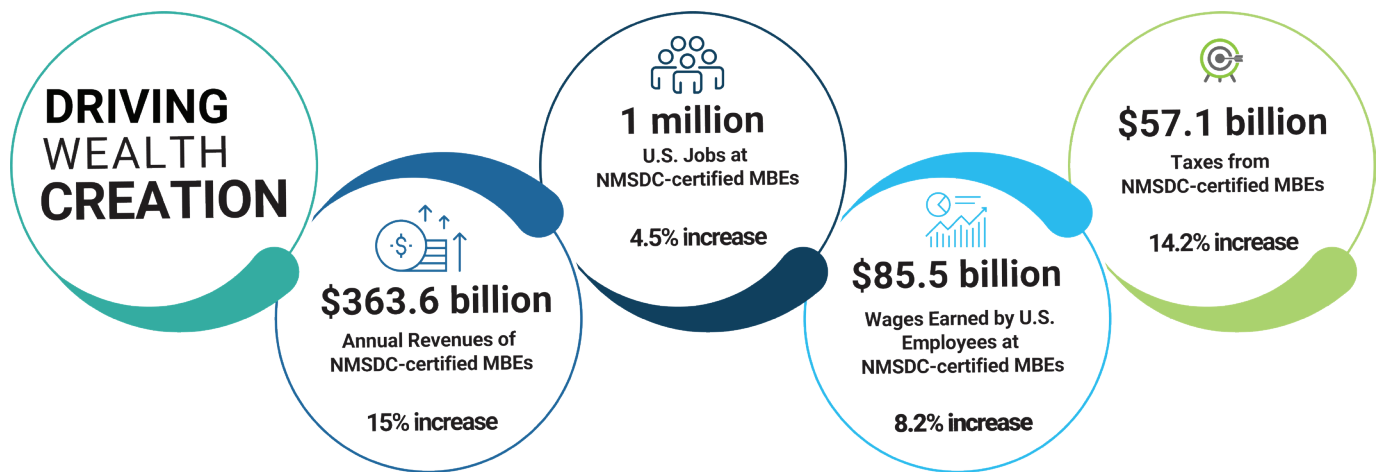 DRIVING
WEALTH
CREATION
$363.6 billion
Annual Revenues of
NMSDC-certified MBEs
15% increase
1 million
U.S. Jobs at
NMSDC-certified MBEs
4.5% increase
$85.5 billion
Wages Earned by U.S.
Employees at
NMSDC-certified MBEs
8.2% increase
$57.1 billion
Taxes from
NMSDC-certified MBEs
14.2% increase